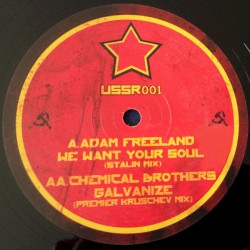 USSR001
A.ADAM FREELAND
WE WANT YOUR SOUL
(STALIN MIX)
AA.CHEMICAL BROTHERS
GALVANIZE
(PREMIER KRUSCHEV MIX)